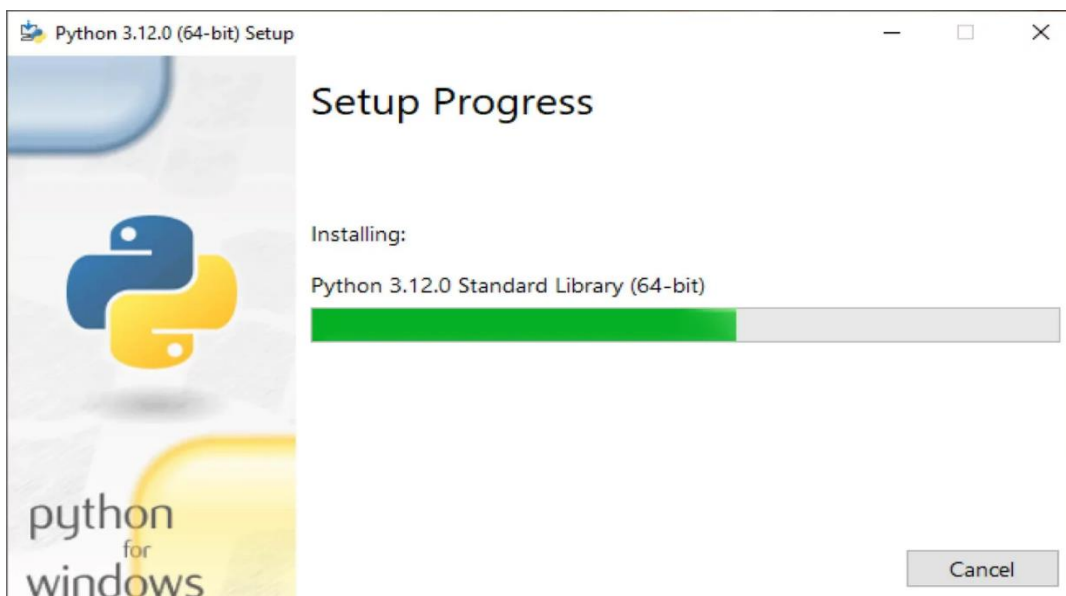 Python 3.12.0 (64-bit) Setup
Setup Progress
Installing:
Python 3.12.0 Standard Library (64-bit)
python
for
windows
Cancel